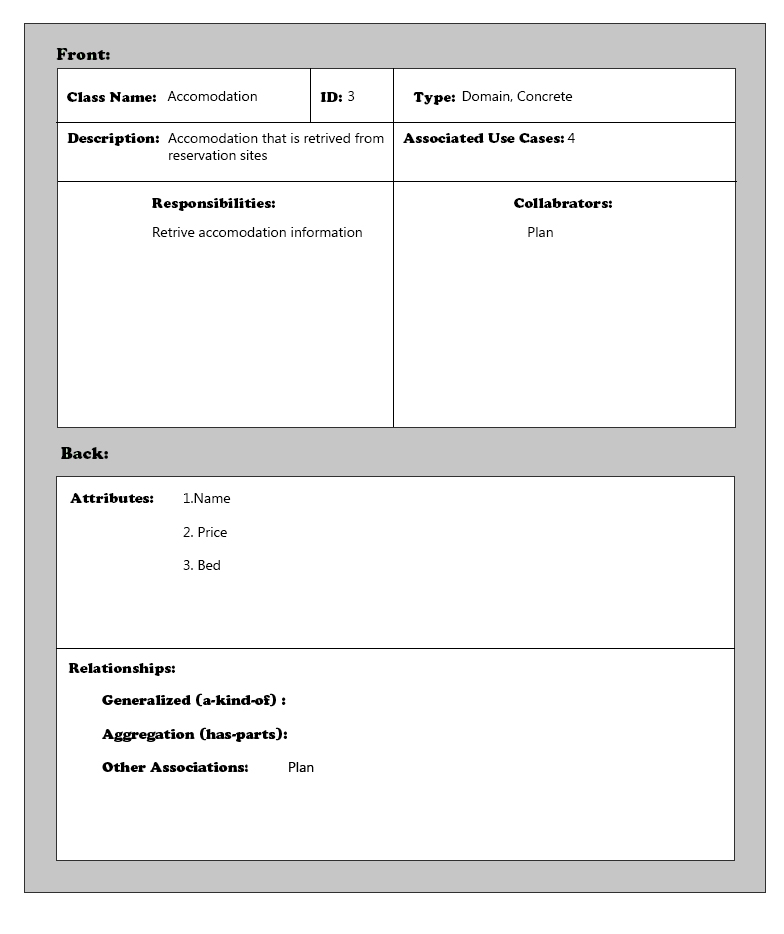 Front:
Class Name: Accomodation ID: 3 Type: Domain, Concrete
Description: Accomodation that is retrived from
reservation sites
Associated Use Cases: 4
Responsibilities:
Retrive accomodation information
Collabrators:
Plan
Back:
Attributes: 1.Name
2. Price
3. Bed
Relationships:
Generalized (a-kind-of) :
Aggregation (has-parts):
Other Associations: Plan